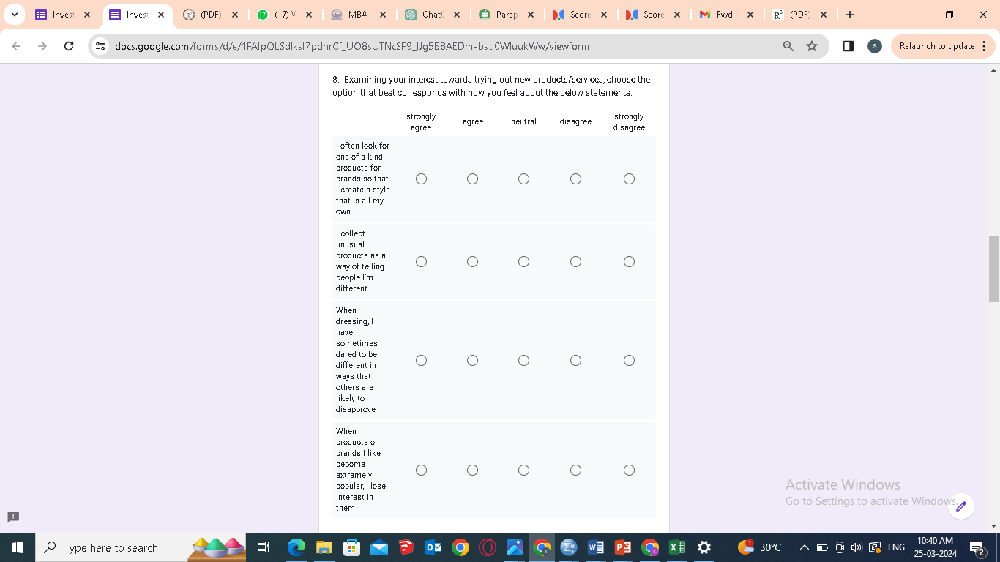 Invest
Invest
(PDF)
(17)
MBA
Chat
Parap
Score
Score
Fwd:
(PDF)
docs.google.com/forms/d/e/
/viewform
Relaunch to update
8. Examining your interest towards trying out new products/services, choose the
option that best corresponds with how you feel about the below statements.
strongly
agree
agree
neutral
disagree
strongly
disagree
I often look for
one-of-a-kind
products for
brands so that
I create a style
that is all my
own
I collect
unusual
products as a
way of telling
people I'm
different
When
dressing, I
have
sometimes
dared to be
different in
ways that
others are
likely to
disapprove
When
products or
brands I like
become
extremely
popular, I lose
interest in
them
Activate Windows
Go to Settings to activate Windows.
Type here to search
30°C
ENG
10:40 AM
25-03-2024
2